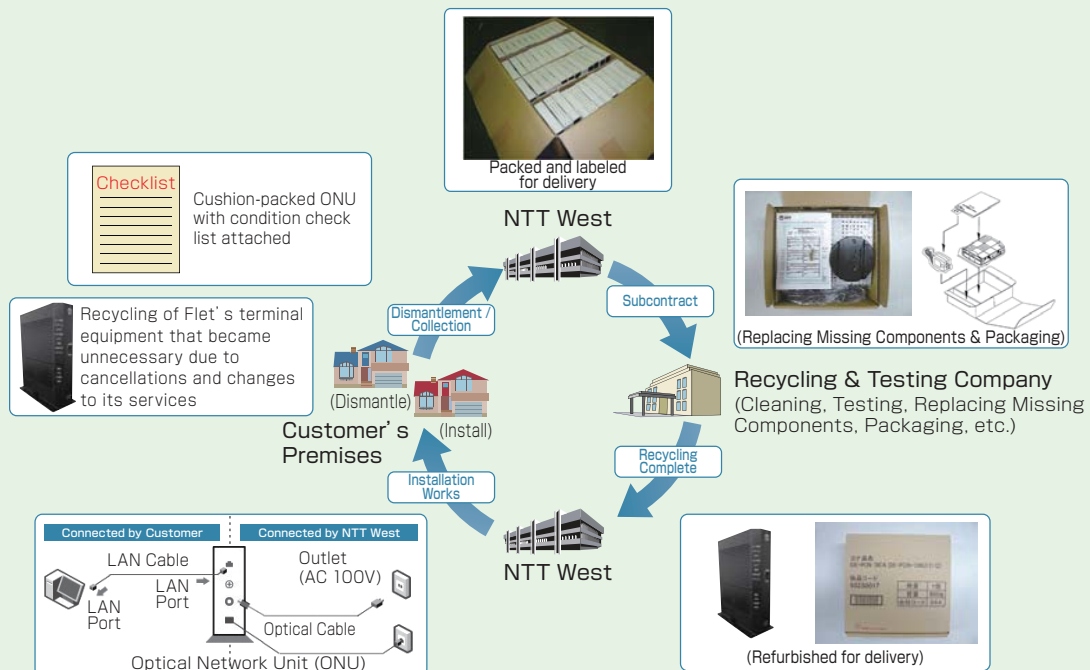 Packed and labeled
for delivery
NTT West
Checklist
Cushion-packed ONU
with condition check
list attached
Recycling of Flet's terminal
equipment that became
unnecessary due to
cancellations and changes
to its services
Dismantlement /
Collection
Subcontract
(Replacing Missing Components & Packaging)
(Dismantle)
(Install)
Customer's
Premises
Recycling & Testing Company
(Cleaning, Testing, Replacing Missing
Components, Packaging, etc.)
Recycling
Complete
Installation
Works
NTT West
Connected by Customer
Connected by NTT West
LAN Cable
LAN
Port
LAN
Port
Outlet
(AC 100V)
Optical Cable
Optical Network Unit (ONU)
(Refurbished for delivery)